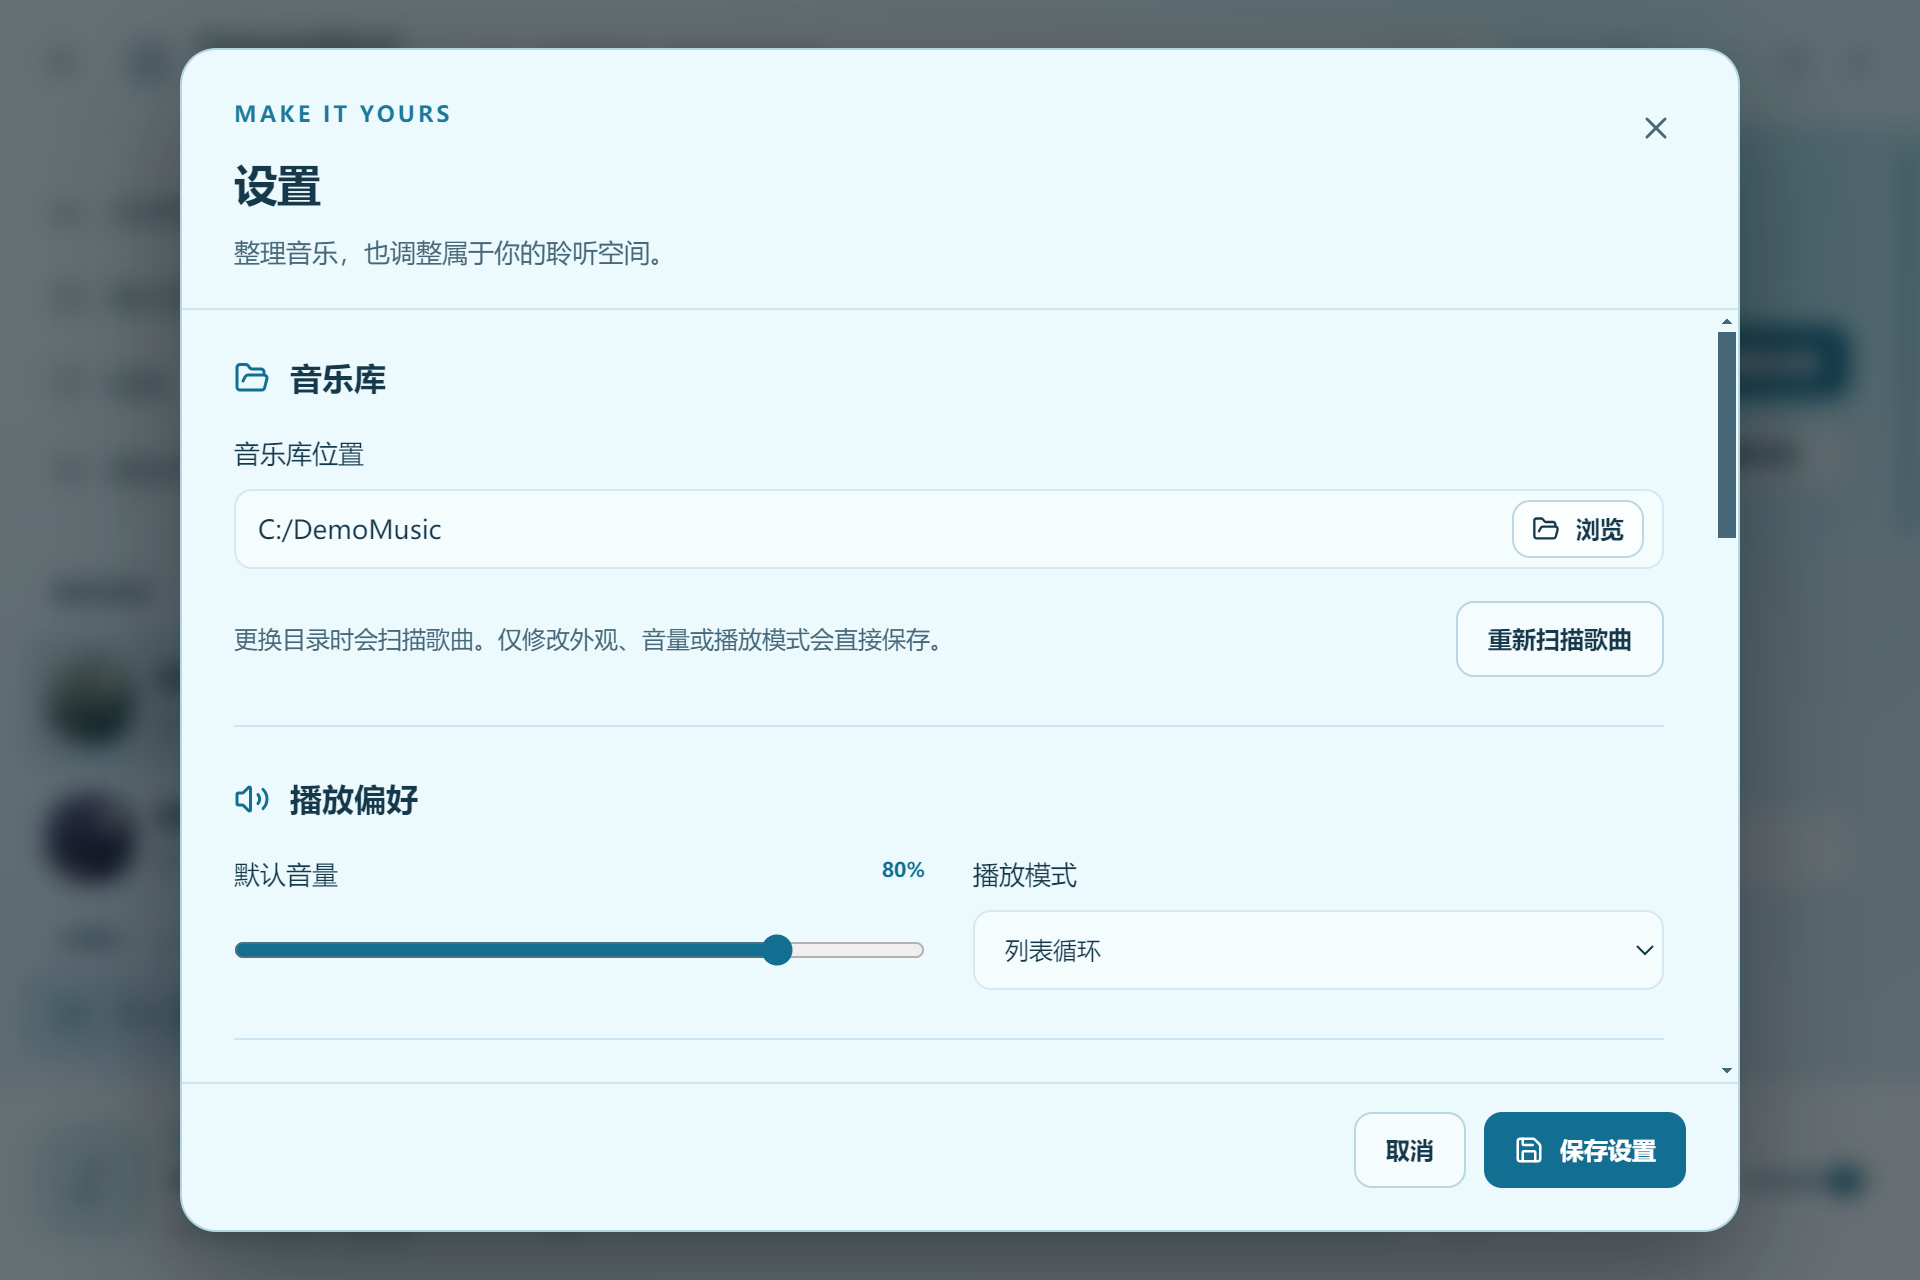 MAKE IT YOURS
设置
整理音乐，也调整属于你的聆听空间。
音乐库
音乐库位置
C:/DemoMusic
浏览
更换目录时会扫描歌曲。仅修改外观、音量或播放模式会直接保存。
重新扫描歌曲
播放偏好
默认音量
80%
播放模式
列表循环
取消
保存设置